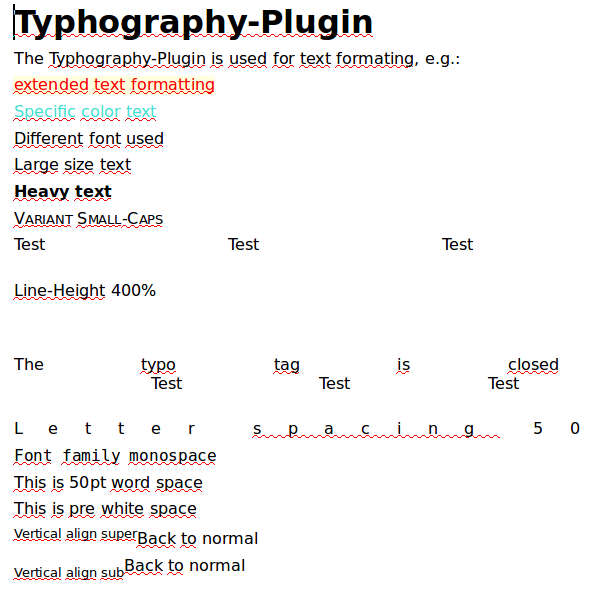 Typhography-Plugin
The Typhography-Plugin is used for text formating, e.g.:
extended text formatting
Specific color text
Different font used
Large size text
Heavy text
Variant Small-Caps
Test Test Test
Line-Height 400%
The typo tag is closed
Test Test Test
L e t t e r s p a c i n g 5 0
Font family monospace
This is 50pt word space
This is pre white space
Vertical align superBack to normal
Vertical align subBack to normal